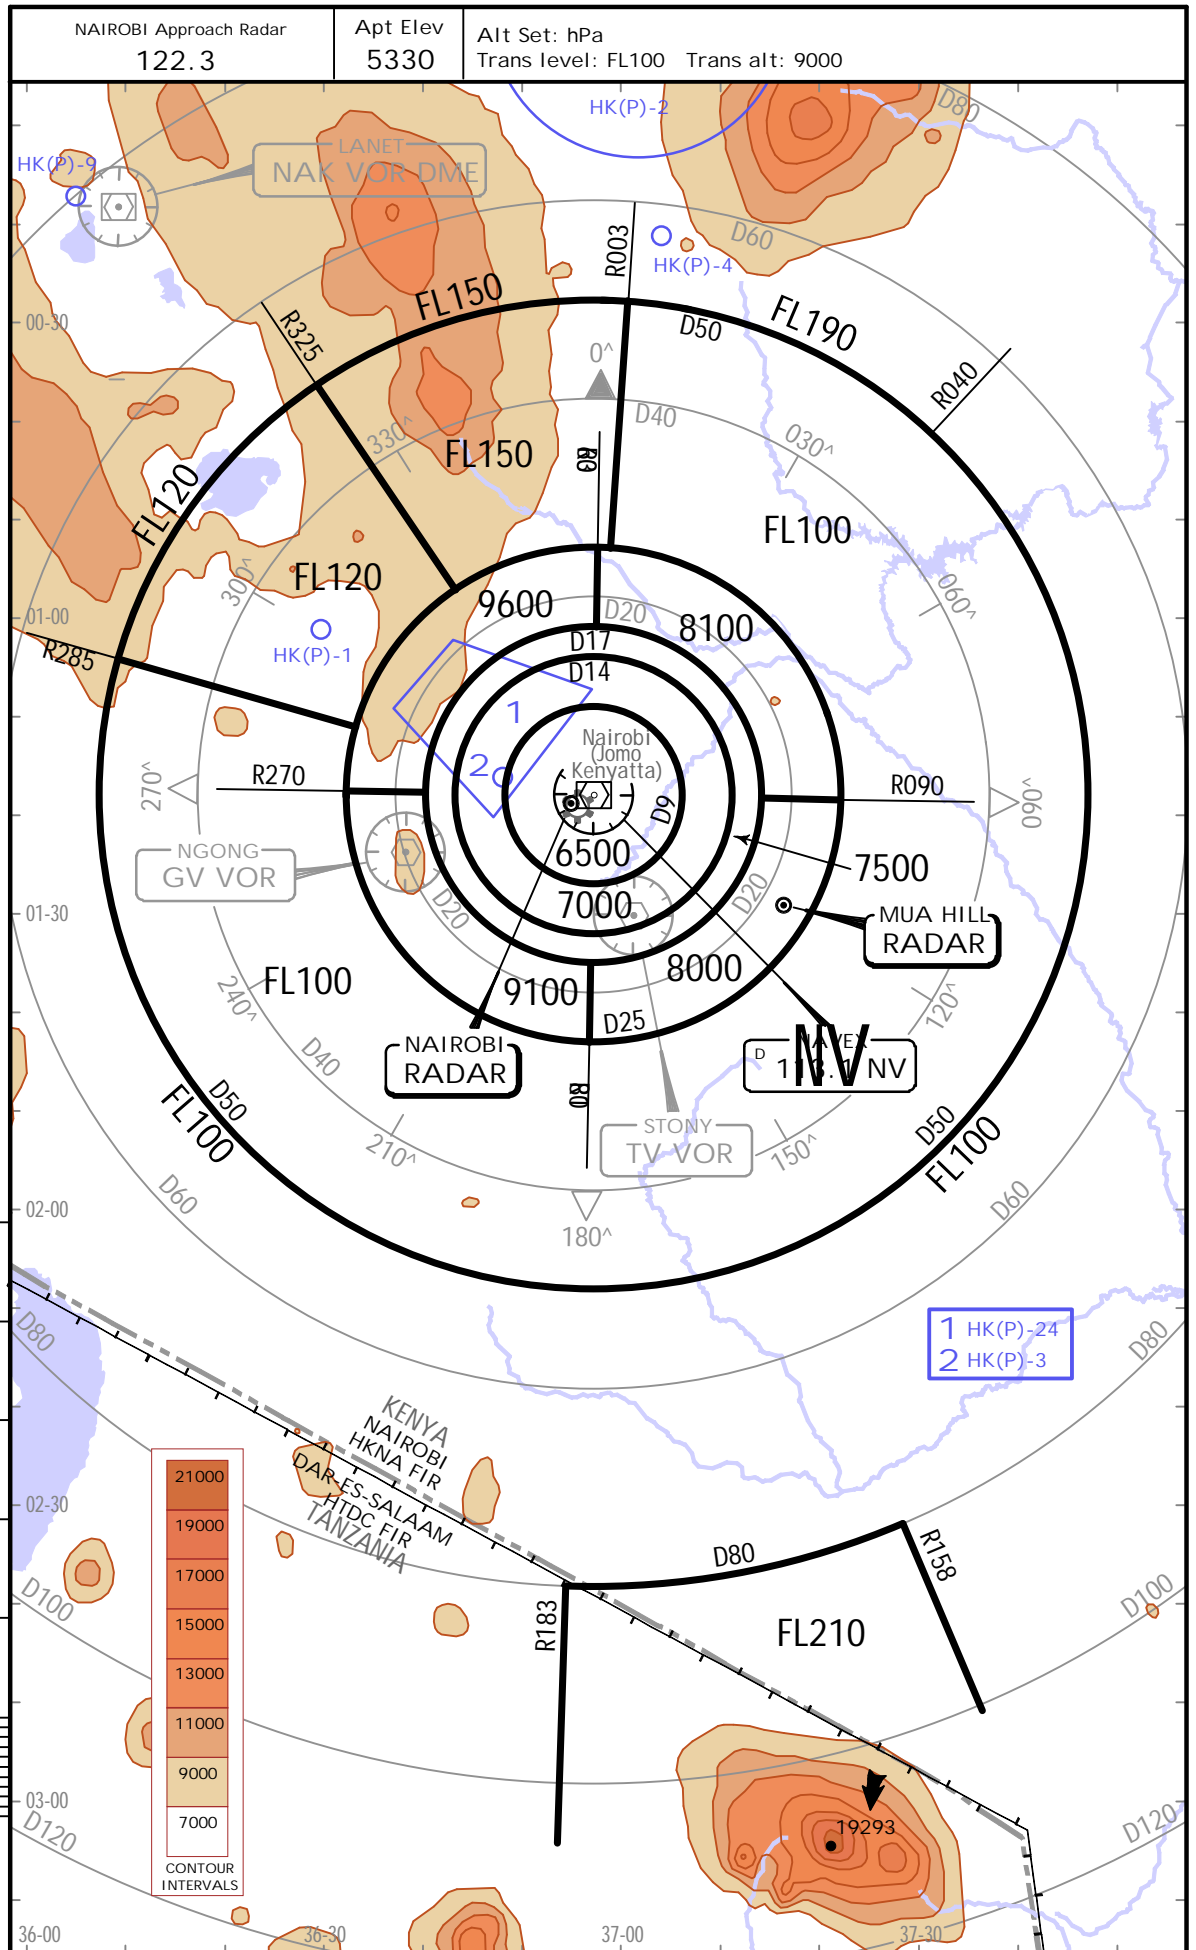 NAIROBI Approach Radar
122.3
Apt Elev
5330
Alt Set: hPa
Trans level: FL100 Trans alt: 9000
HK(P)-2
D80
LANET
NAK VOR DME
HK(P)-9
R003
D60
HK(P)-4
FL150
FL190
00-30
R325
D50
0^
R040
D40
330^
030^
FL150
FL120
FL100
FL120
300^
060^
01-00
9600
D20
8100
R285
HK(P)-1
D17
D14
1
Nairobi
(Jomo
Kenyatta)
2
270^
R270
R090
090^
D9
6500
NGONG
GV VOR
7500
D20
D20
7000
01-30
MUA HILL
RADAR
FL100
240^
9100
8000
120^
D25
NAIROBI
RADAR
NAVEX
D 113.1 NV
NV
D40
D50
FL100
210^
STONY
TV VOR
150^
D50
FL100
D60
D60
02-00
180^
D80
1 HK(P)-24
2 HK(P)-3
D80
KENYA
NAIROBI
HKNA FIR
DAR-ES-SALAAM
HTDC FIR
TANZANIA
21000
19000
17000
15000
13000
11000
9000
7000
CONTOUR
INTERVALS
02-30
D80
R158
D100
D100
R183
FL210
03-00
19293
D120
D120
36-00
36-30
37-00
37-30